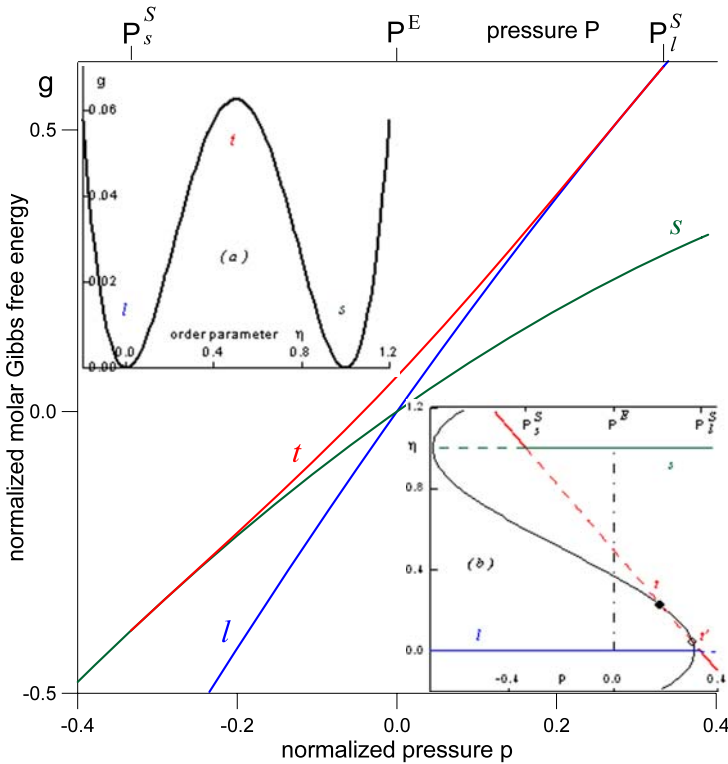 P_s^S P^E pressure P P_l^S
g
0.5
0.0
-0.5
normalized molar Gibbs free energy
-0.4 -0.2 0.0 0.2 0.4
normalized pressure p
s
t
l
g
0.06
0.04
0.02
0.00
t
(a)
l s
order parameter η
0.0 0.4 0.8 1.2
1.2 P_s^S P^E P_l^S
η
s
0.8
(b)
0.4
t
t'
l
0.0
-0.4 p 0.0 0.4